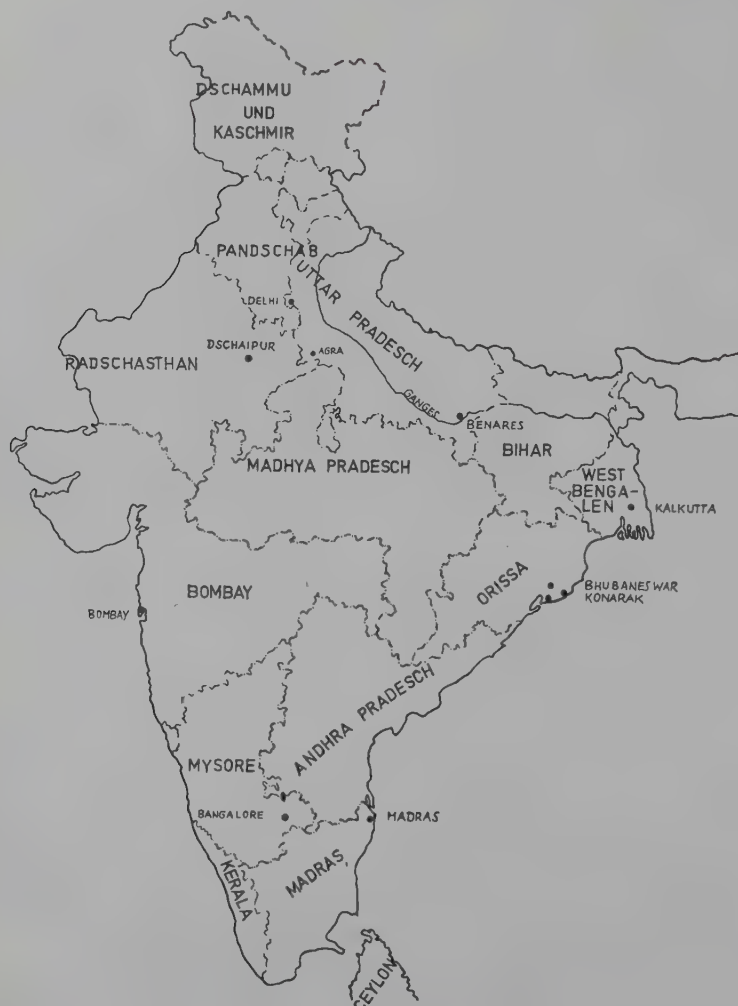 DSCHAMMU
UND
KASCHMIR
PANDSCHAB
UTTAR PRADESCH
DELHI
DSCHAIPUR
AGRA
RADSCHASTHAN
GANGES
BENARES
BIHAR
MADHYA PRADESCH
WEST
BENGA-
LEN
KALKUTTA
BOMBAY
ORISSA
BHUBANESWAR
KONARAK
BOMBAY
ANDHRA PRADESCH
MYSORE
BANGALORE
MADRAS
MADRAS
KERALA
CEYLON